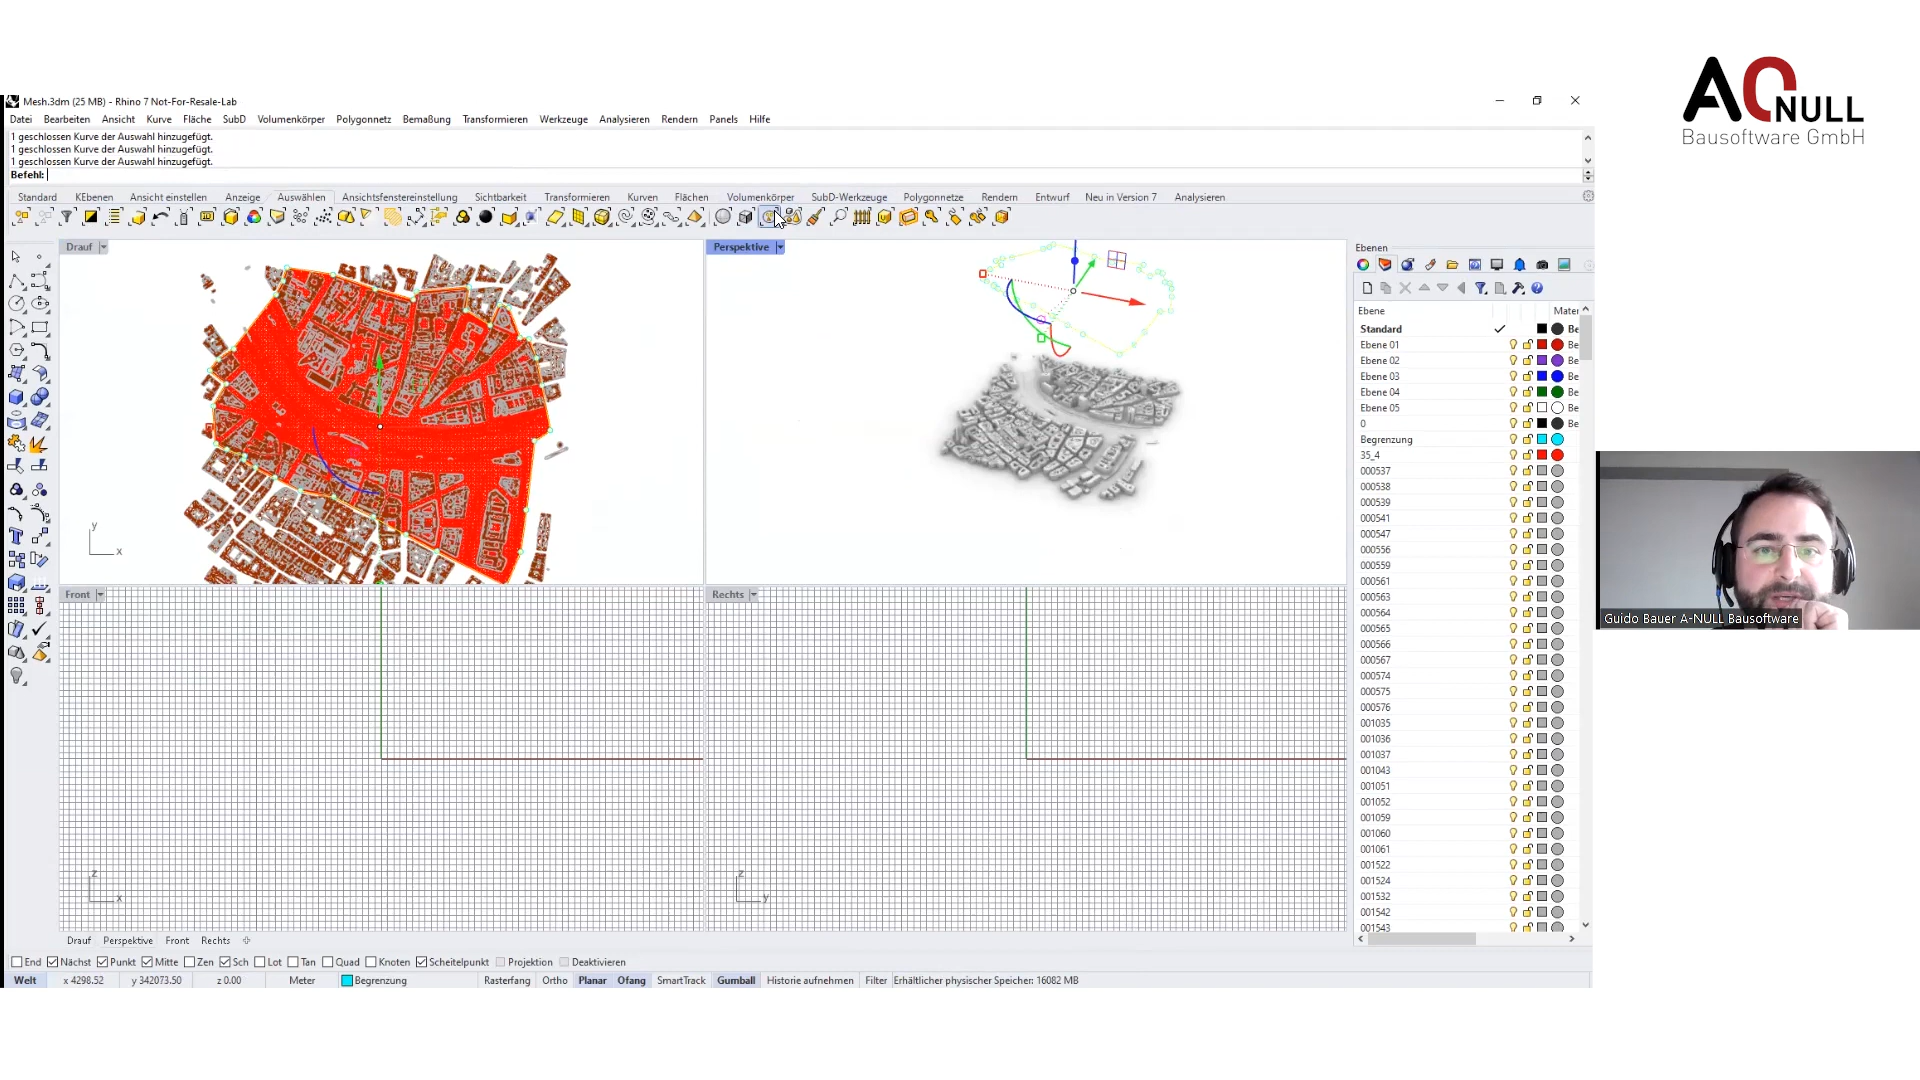 A NULL
Bausoftware GmbH
Mesh.3dm (25 MB) - Rhino 7 Not-For-Resale-Lab
Datei Bearbeiten Ansicht Kurve Fläche SubD Volumenkörper Polygonnetz Bemaßung Transformieren Werkzeuge Analysieren Rendern Panels Hilfe
1 geschlossen Kurve der Auswahl hinzugefügt.
1 geschlossen Kurve der Auswahl hinzugefügt.
1 geschlossen Kurve der Auswahl hinzugefügt.
Befehl:
Standard KEbenen Ansicht einstellen Anzeige Auswählen Ansichtsfenstereinstellung Sichtbarkeit Transformieren Kurven Flächen Volumenkörper SubD-Werkzeuge Polygonnetze Rendern Entwurf Neu in Version 7 Analysieren
Drauf
Perspektive
Ebenen
Ebene Mater
Standard Be
Ebene 01 Be
Ebene 02 Be
Ebene 03 Be
Ebene 04 Be
Ebene 05 Be
0 Be
Begrenzung
35_4
000537
000538
000539
000541
000547
000556
000559
000561
000563
000564
000565
000566
000567
000574
000575
000576
001035
001036
001037
001043
001051
001052
001059
001060
001061
001522
001524
001532
001542
001543
y
x
Front
Rechts
z
x
z
y
Guido Bauer A-NULL Bausoftware
Drauf Perspektive Front Rechts
End Nächst Punkt Mitte Zen Sch Lot Tan Quad Knoten Scheitelpunkt Projektion Deaktivieren
Welt x 4298.52 y 342073.50 z 0.00 Meter Begrenzung Rasterfang Ortho Planar Ofang SmartTrack Gumball Historie aufnehmen Filter Erhältlicher physischer Speicher: 16082 MB